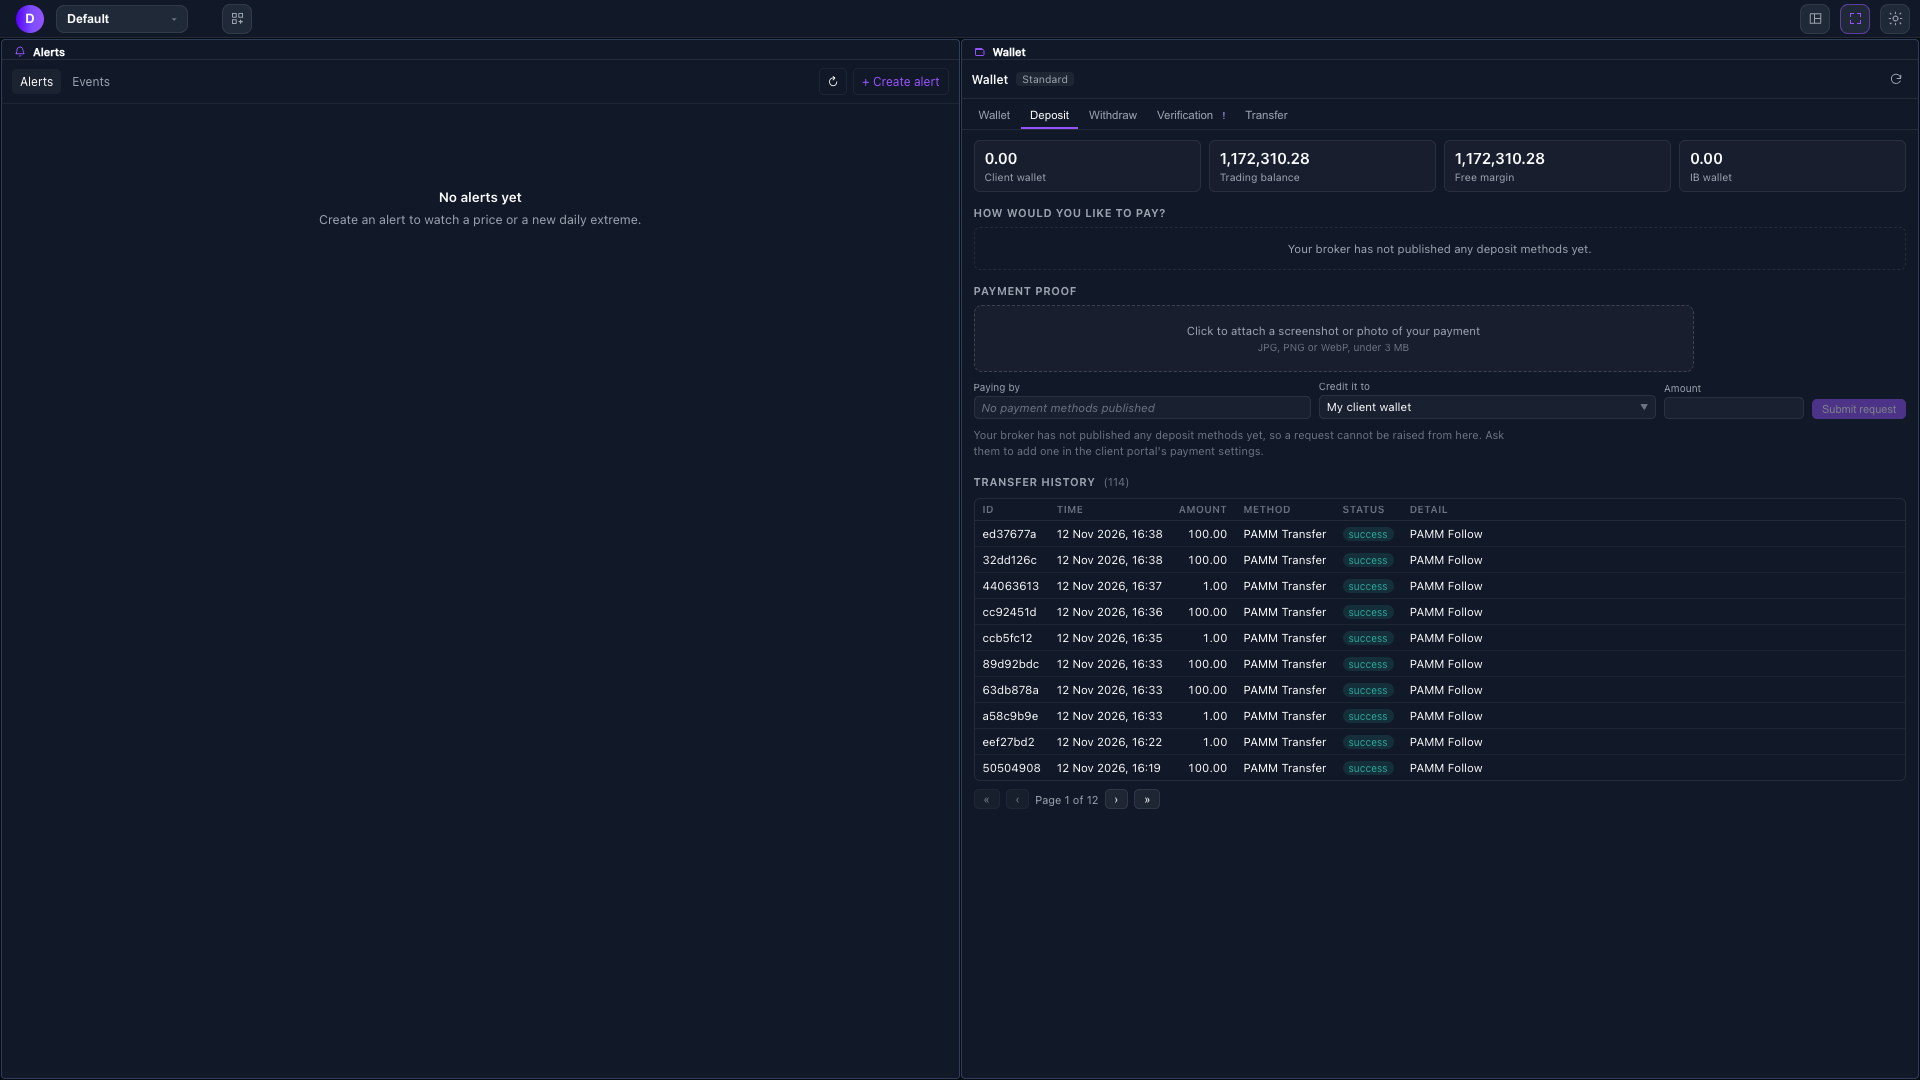 D
Default
Alerts
Alerts Events
+ Create alert
No alerts yet
Create an alert to watch a price or a new daily extreme.
Wallet
Wallet Standard
Wallet Deposit Withdraw Verification ! Transfer
0.00
Client wallet
1,172,310.28
Trading balance
1,172,310.28
Free margin
0.00
IB wallet
HOW WOULD YOU LIKE TO PAY?
Your broker has not published any deposit methods yet.
PAYMENT PROOF
Click to attach a screenshot or photo of your payment
JPG, PNG or WebP, under 3 MB
Paying by
No payment methods published
Credit it to
My client wallet
Amount
Submit request
Your broker has not published any deposit methods yet, so a request cannot be raised from here. Ask
them to add one in the client portal's payment settings.
TRANSFER HISTORY (114)
ID TIME AMOUNT METHOD STATUS DETAIL
ed37677a 12 Nov 2026, 16:38 100.00 PAMM Transfer success PAMM Follow
32dd126c 12 Nov 2026, 16:38 100.00 PAMM Transfer success PAMM Follow
44063613 12 Nov 2026, 16:37 1.00 PAMM Transfer success PAMM Follow
cc92451d 12 Nov 2026, 16:36 100.00 PAMM Transfer success PAMM Follow
ccb5fc12 12 Nov 2026, 16:35 1.00 PAMM Transfer success PAMM Follow
89d92bdc 12 Nov 2026, 16:33 100.00 PAMM Transfer success PAMM Follow
63db878a 12 Nov 2026, 16:33 100.00 PAMM Transfer success PAMM Follow
a58c9b9e 12 Nov 2026, 16:33 1.00 PAMM Transfer success PAMM Follow
eef27bd2 12 Nov 2026, 16:22 1.00 PAMM Transfer success PAMM Follow
50504908 12 Nov 2026, 16:19 100.00 PAMM Transfer success PAMM Follow
« ‹ Page 1 of 12 › »